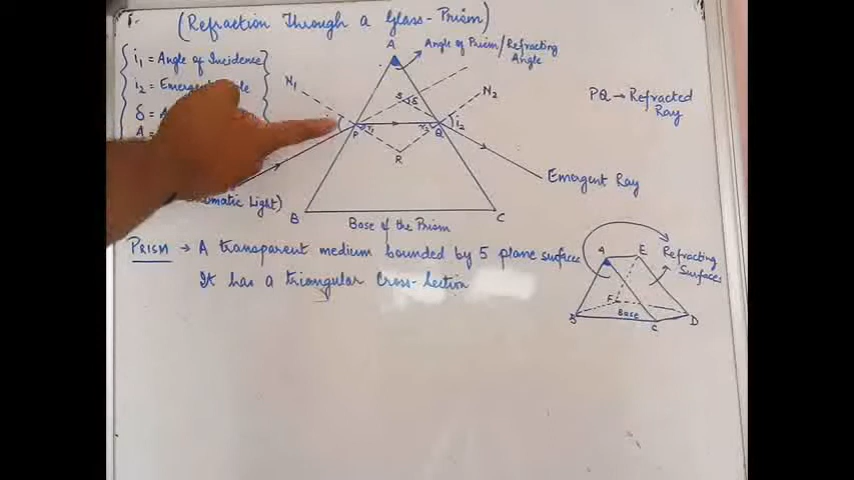 (Refraction Through a Glass-Prism)
i₁ = Angle of Incidence
i₂ = Emergent
δ =
A =
A
Angle of Prism/Refracting
Angle
N₁
N₂
S
δ
PQ → Refracted
Ray
P
r₁
r₂
Q
i₂
R
Emergent Ray
omatic Light)
B
C
Base of the Prism
PRISM → A transparent medium bounded by 5 plane surfaces
It has a triangular Cross-Section
A
E
Refracting
Surfaces
F
B
Base
C
D